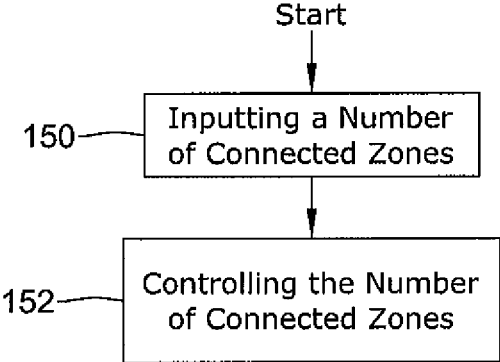 Start
150
Inputting a Number
of Connected Zones
152
Controlling the Number
of Connected Zones